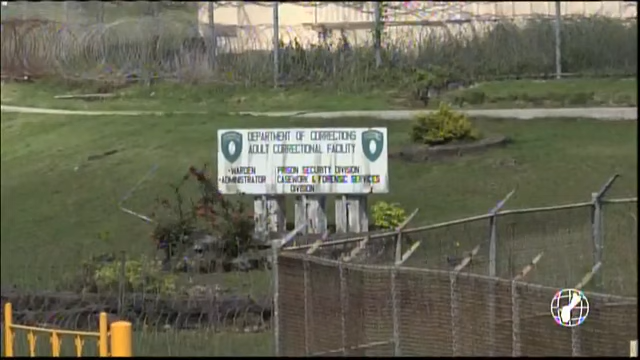 DEPARTMENT OF CORRECTIONS
ADULT CORRECTIONAL FACILITY
•WARDEN PRISON SECURITY DIVISION
•ADMINISTRATOR CASEWORK & FORENSIC SERVICES
DIVISION